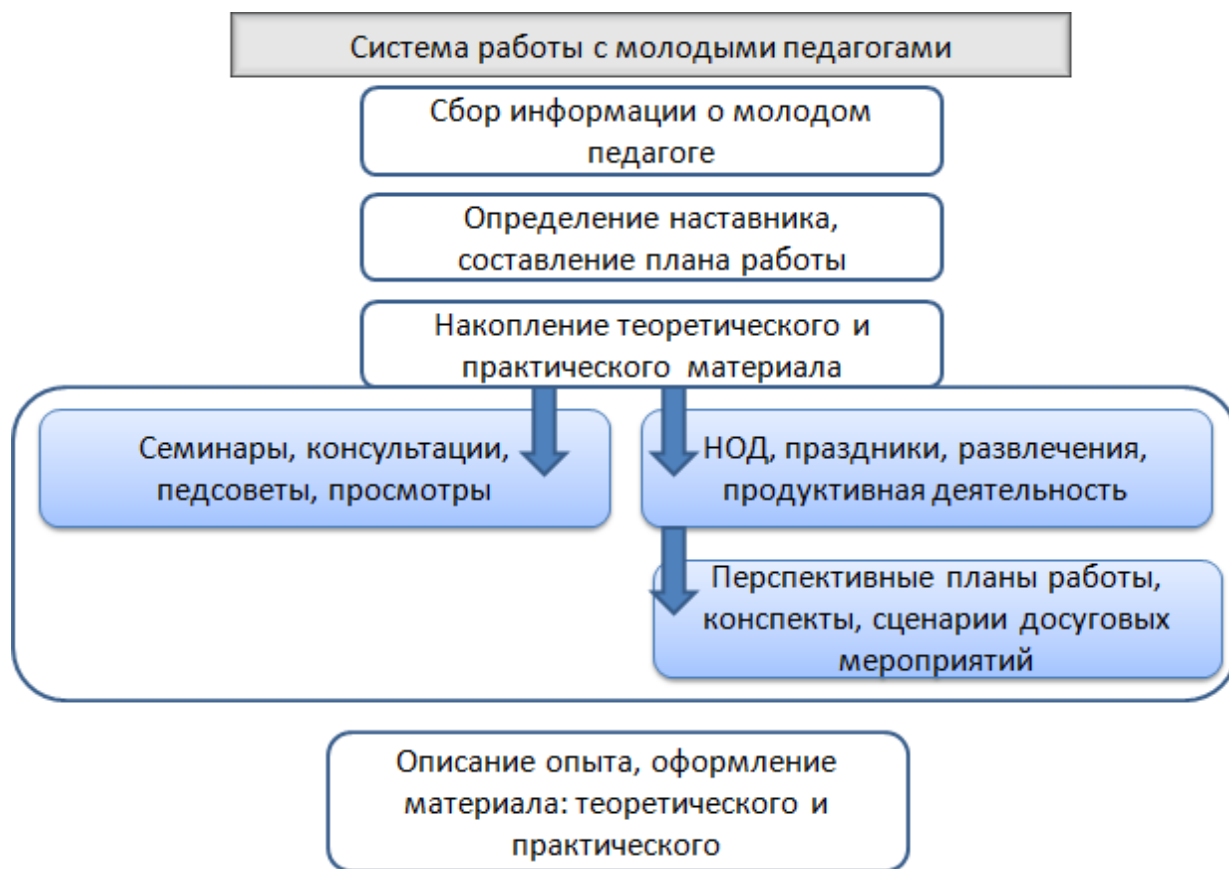 Система работы с молодыми педагогами
Сбор информации о молодом
педагоге
Определение наставника,
составление плана работы
Накопление теоретического и
практического материала
Семинары, консультации,
педсоветы, просмотры
НОД, праздники, развлечения,
продуктивная деятельность
Перспективные планы работы,
конспекты, сценарии досуговых
мероприятий
Описание опыта, оформление
материала: теоретического и
практического